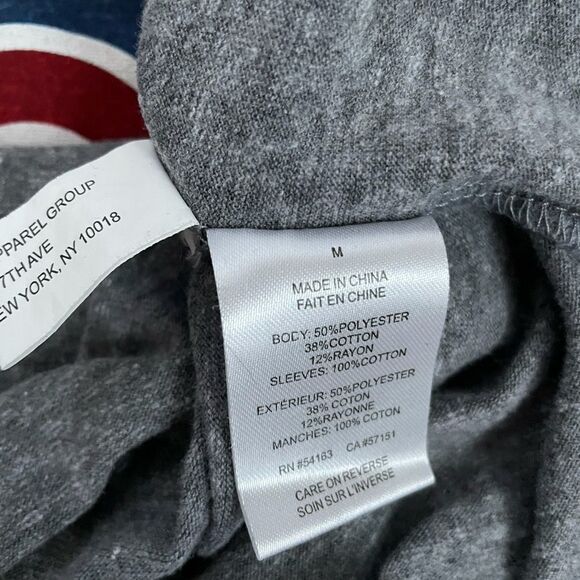 APPAREL GROUP
7TH AVE
NEW YORK, NY 10018
M
MADE IN CHINA
FAIT EN CHINE
BODY: 50%POLYESTER
38%COTTON
12%RAYON
SLEEVES: 100%COTTON
EXTÉRIEUR: 50%POLYESTER
38% COTON
12%RAYONNE
MANCHES: 100% COTON
RN #54163 CA#57151
CARE ON REVERSE
SOIN SUR L'INVERSE